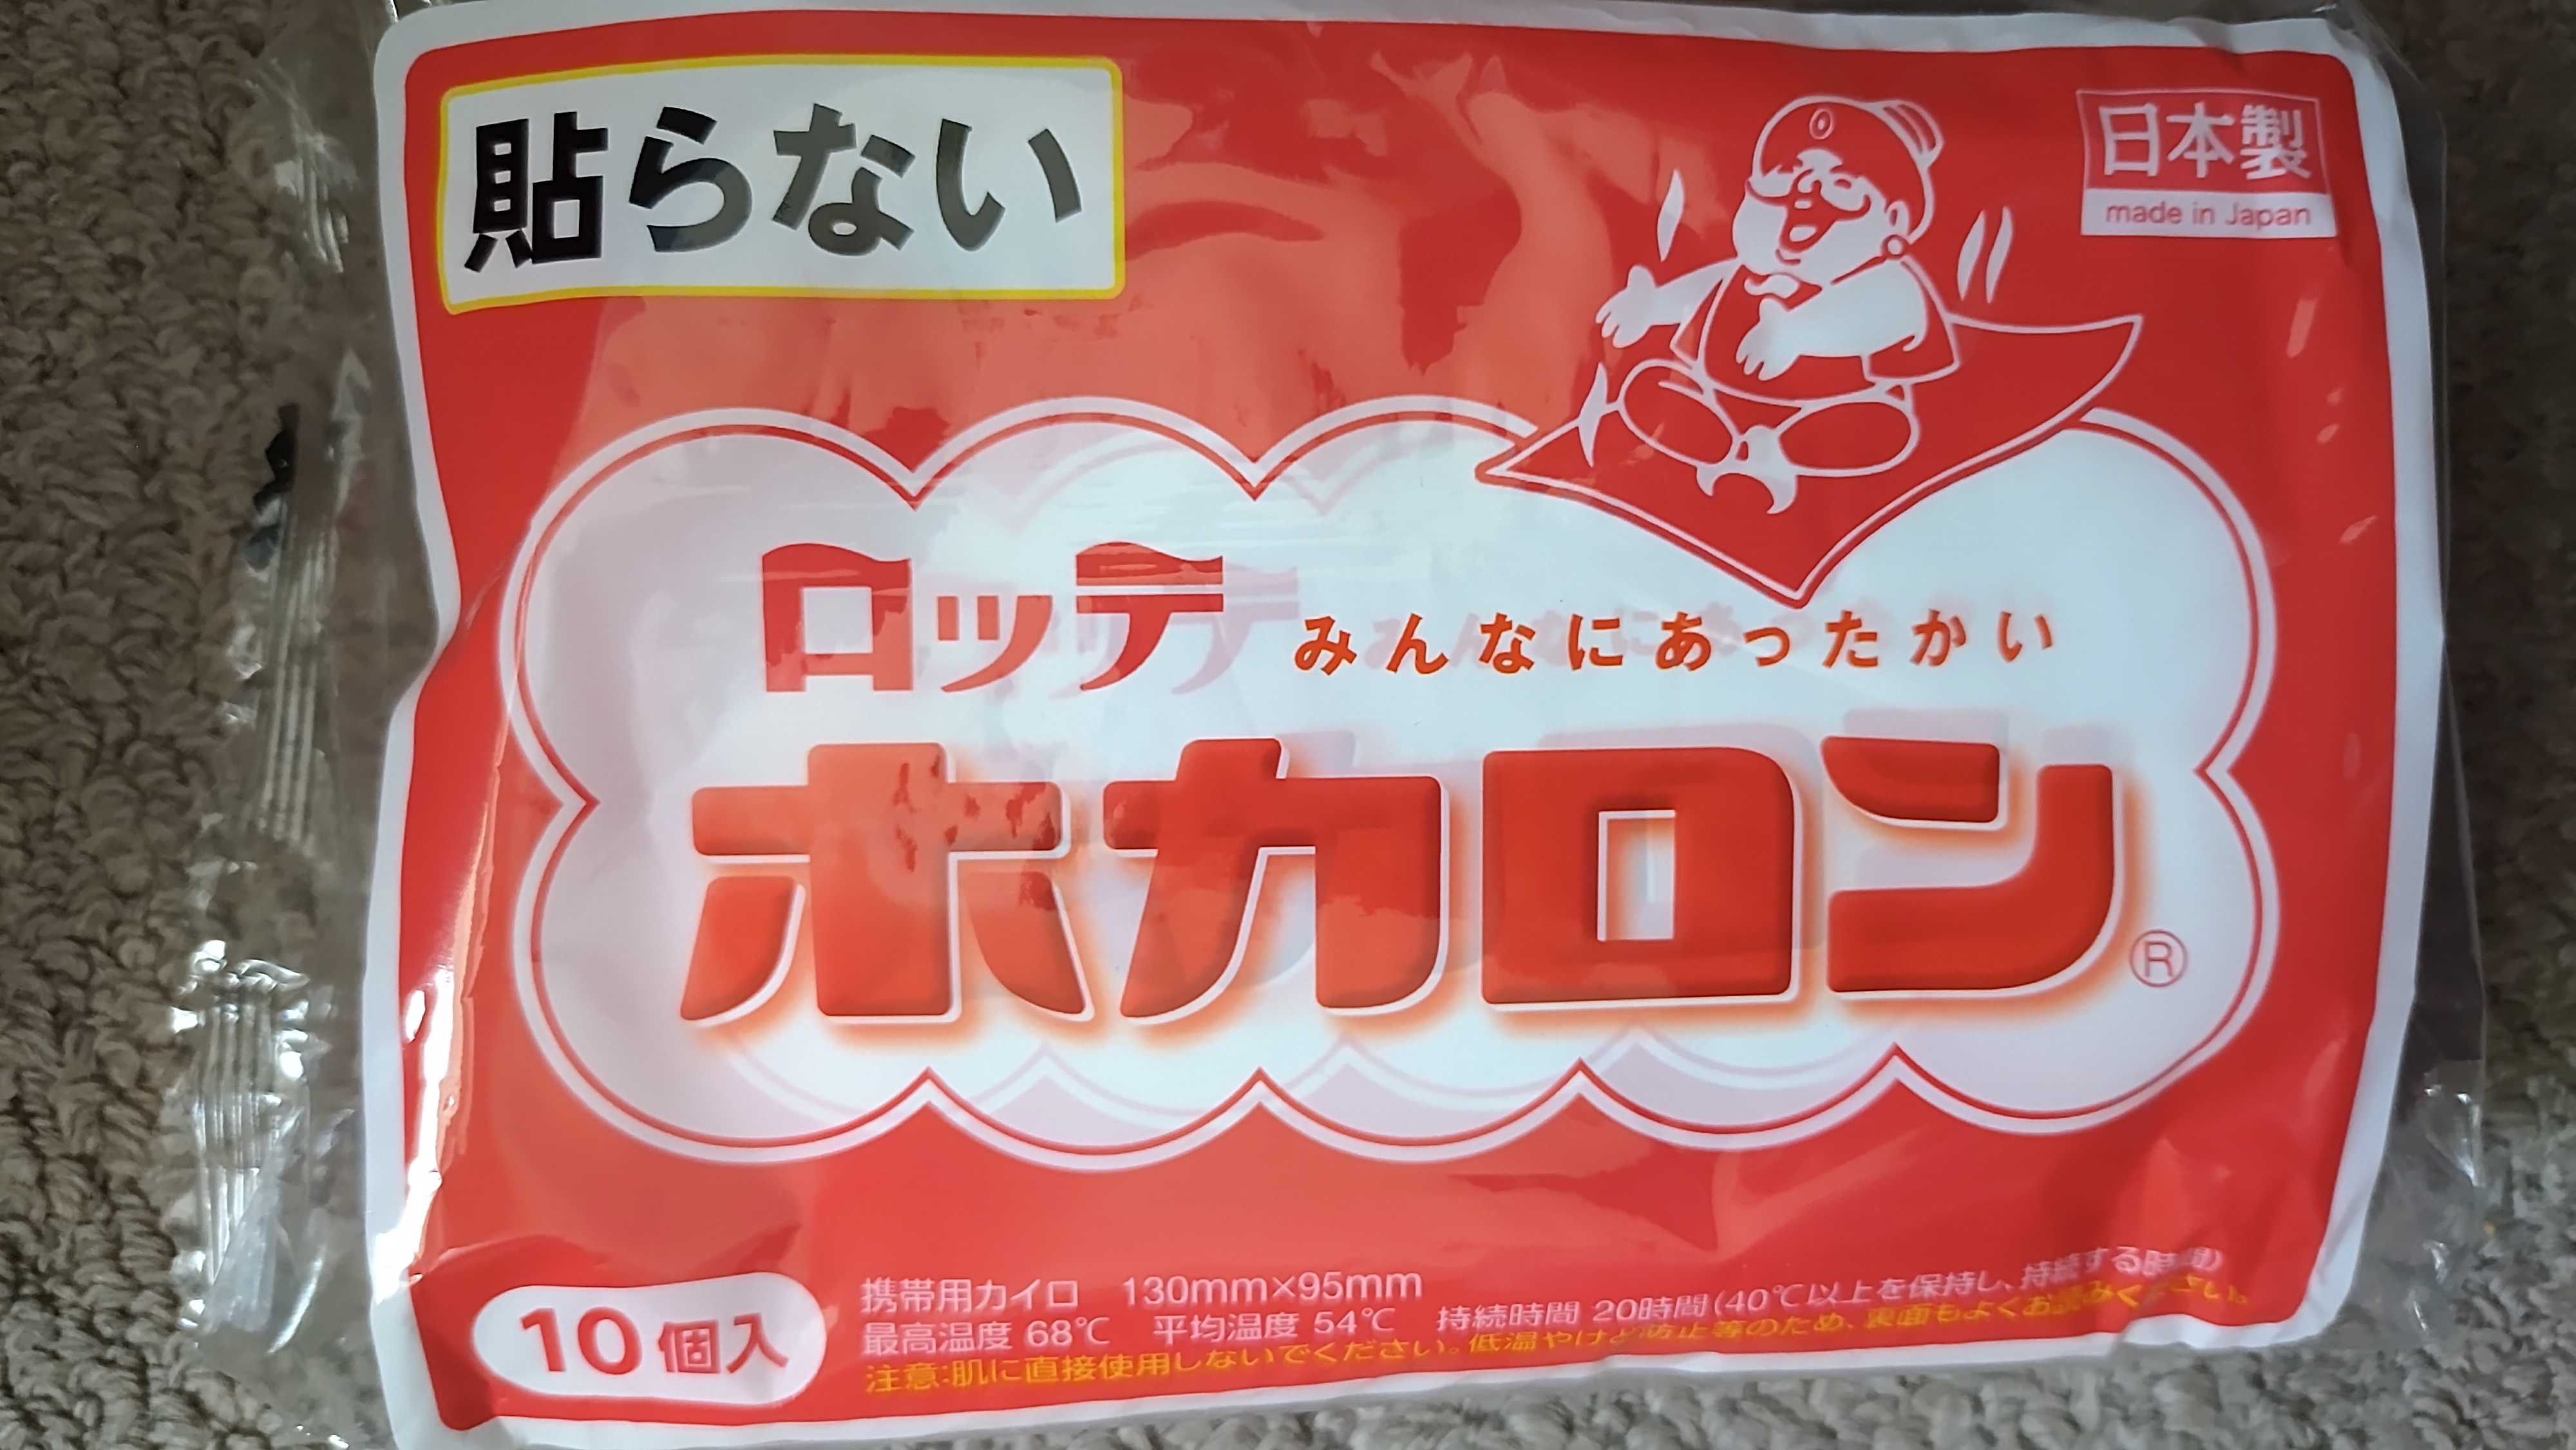 貼らない
日本製
made in Japan
ロッテ みんなにあったかい
ホカロン®
10個入
携帯用カイロ 130mm×95mm
最高温度 68℃ 平均温度 54℃ 持続時間 20時間(40℃以上を保持し、持続する時間)
注意:肌に直接使用しないでください。低温やけど防止等のため、裏面もよくお読みください。